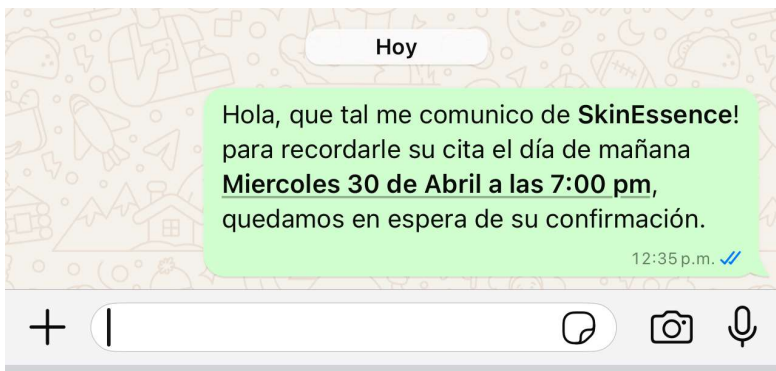 Hoy
Hola, que tal me comunico de SkinEssence!
para recordarle su cita el día de mañana
Miercoles 30 de Abril a las 7:00 pm,
quedamos en espera de su confirmación.
12:35 p.m.